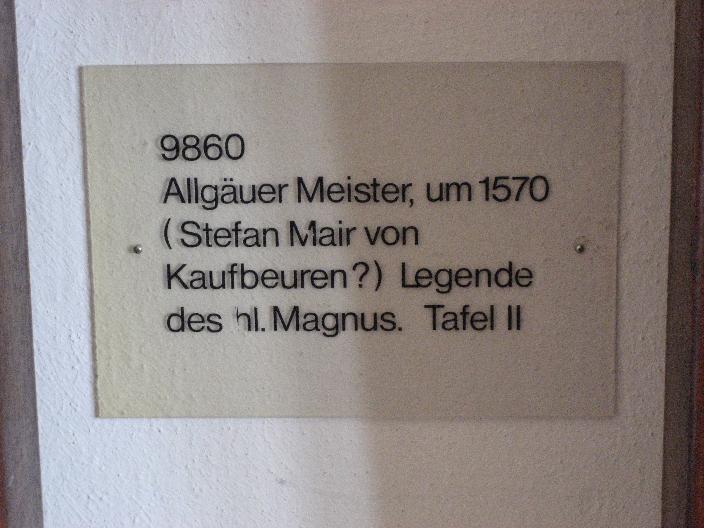 9860
Allgäuer Meister, um 1570
(Stefan Mair von
Kaufbeuren?) Legende
des hl. Magnus. Tafel II